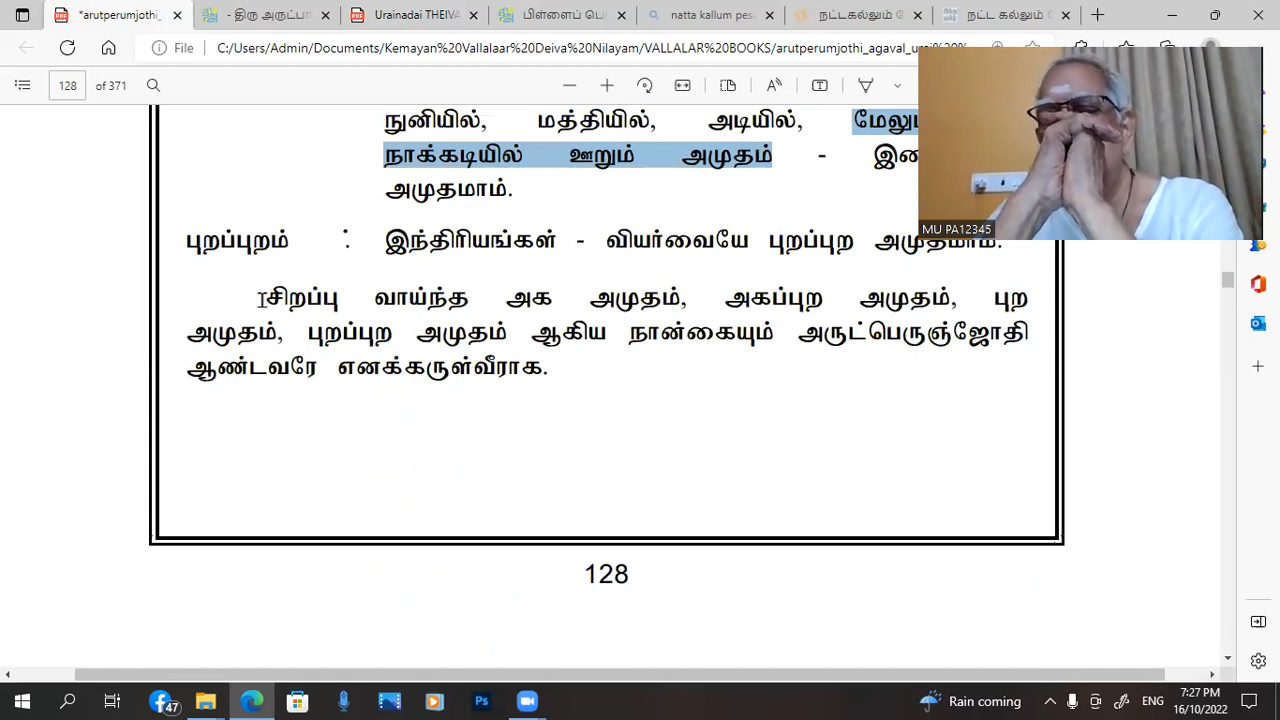 *arutperumjothi_
- திரு அருட்பா
Urainadai THEIVA
பிள்ளைப் பெ
natta kallum pes
நட்டகல்லும் ே
நட்ட கல்லும்
File C:/Users/Admin/Documents/Kemayan%20Vallalaar%20Deiva%20Nilayam/VALLALAR%20BOOKS/arutperumjothi_agaval_urai%20%
128 of 371
நுனியில், மத்தியில், அடியில், மேலும்
நாக்கடியில் ஊறும் அமுதம் -
அமுதமாம்.
MU PA12345
புறப்புறம் : இந்திரியங்கள் - வியர்வையே புறப்புற அமுதமாம்.
சிறப்பு வாய்ந்த அக அமுதம், அகப்புற அமுதம், புற
அமுதம், புறப்புற அமுதம் ஆகிய நான்கையும் அருட்பெருஞ்ஜோதி
ஆண்டவரே எனக்கருள்வீராக.
128
47
Ps
Rain coming
ENG
7:27 PM
16/10/2022